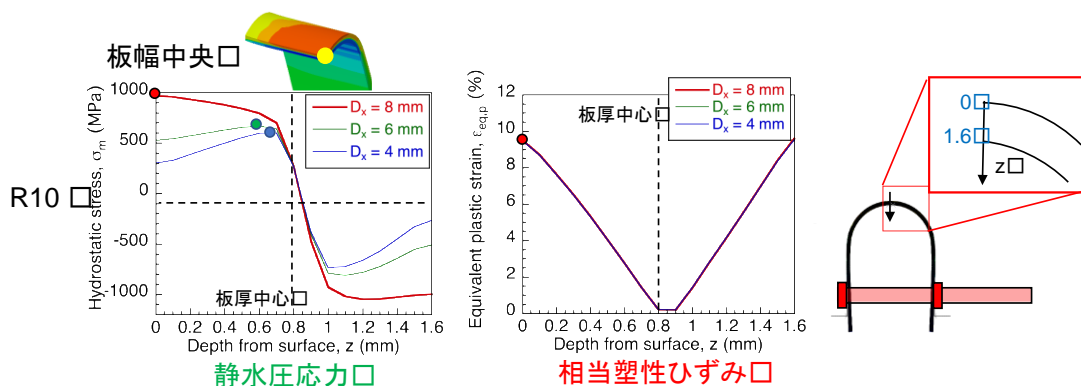 板幅中央□
R10 □
Hydrostatic stress, σm (MPa)
1000
500
0
-500
-1000
Dx = 8 mm
Dx = 6 mm
Dx = 4 mm
板厚中心□
0 0.2 0.4 0.6 0.8 1.0 1.2 1.4 1.6
Depth from surface, z (mm)
静水圧応力□
Equivalent plastic strain, εeq,p (%)
12
10
8
6
4
2
0
板厚中心□
Dx = 8 mm
Dx = 6 mm
Dx = 4 mm
0 0.2 0.4 0.6 0.8 1.0 1.2 1.4 1.6
Depth from surface, z (mm)
相当塑性ひずみ□
0□
1.6□
z□